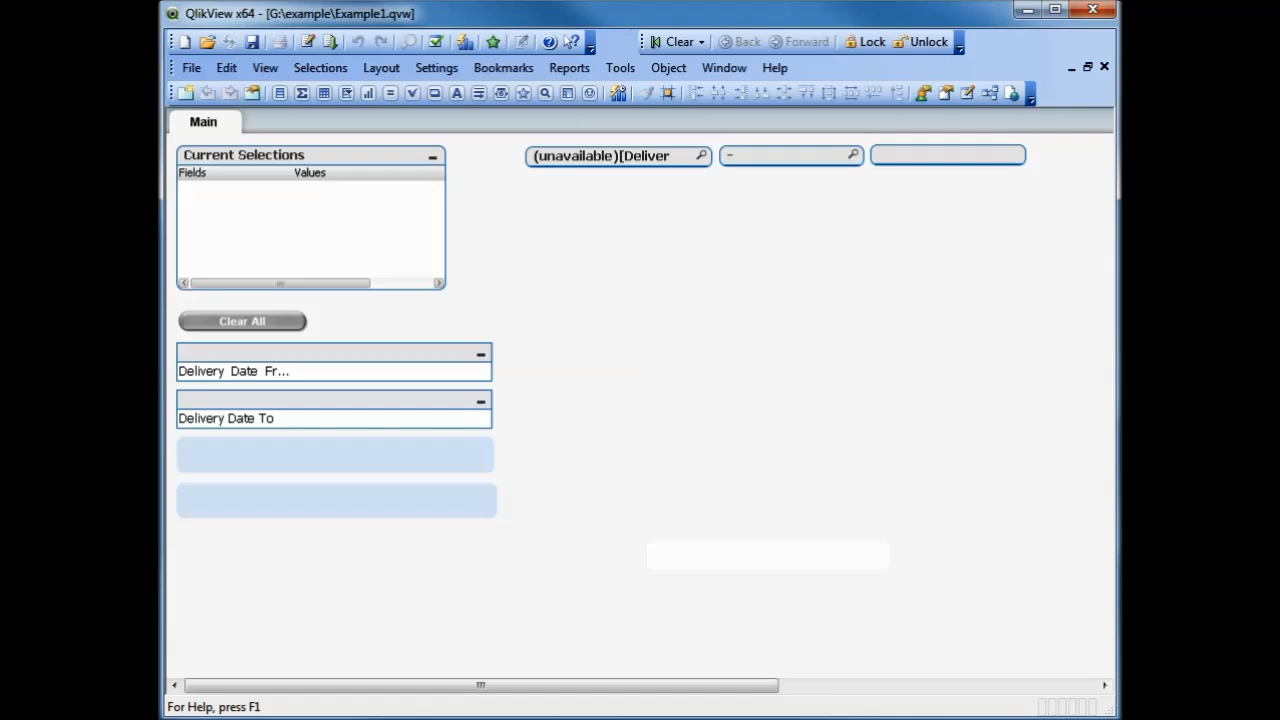 QlikView x64 - [G:\example\Example1.qvw]
Clear Back Forward Lock Unlock
File Edit View Selections Layout Settings Bookmarks Reports Tools Object Window Help
Main
Current Selections
Fields Values
(unavailable)[Deliver
-
Clear All
Delivery Date Fr...
Delivery Date To
For Help, press F1